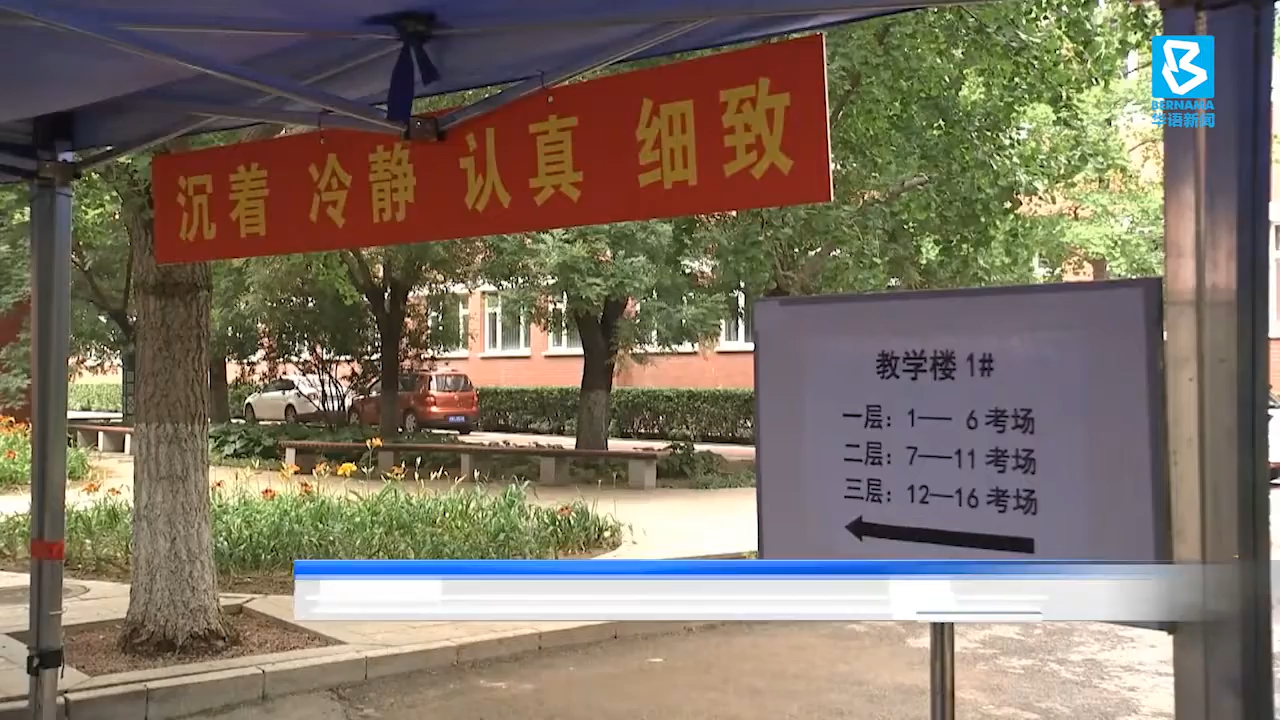 沉着 冷静 认真 细致
BERNAMA
华语新闻
教学楼 1#
一层：1— 6 考场
二层：7—11 考场
三层：12—16 考场